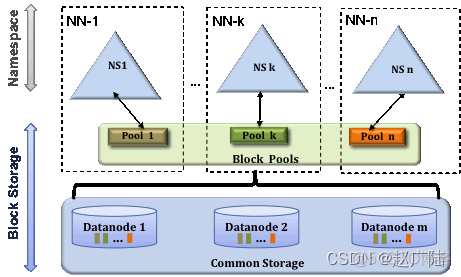 NN-1
NN-k
NN-n
Namespace
NS1
NS k
NS n
...
...
Pool 1
Pool k
Pool n
Block Pools
Block Storage
Datanode 1
Datanode 2
Datanode m
...
...
...
Common Storage
CSDN @赵广陆